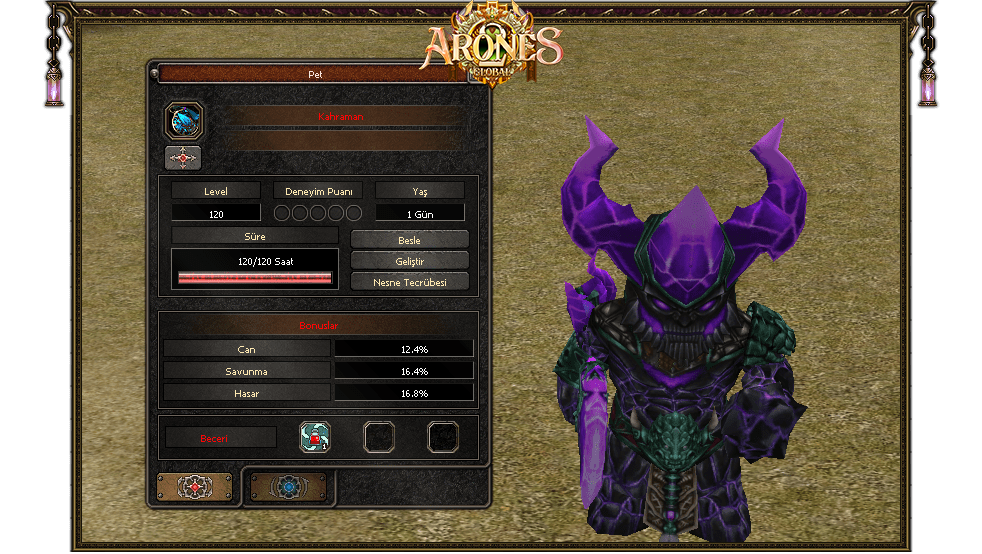 ARONES
GLOBAL
Pet
Kahraman
Level
Deneyim Puanı
Yaş
120
1 Gün
Süre
Besle
120/120 Saat
Geliştir
Nesne Tecrübesi
Bonuslar
Can
12.4%
Savunma
16.4%
Hasar
16.8%
Beceri
1